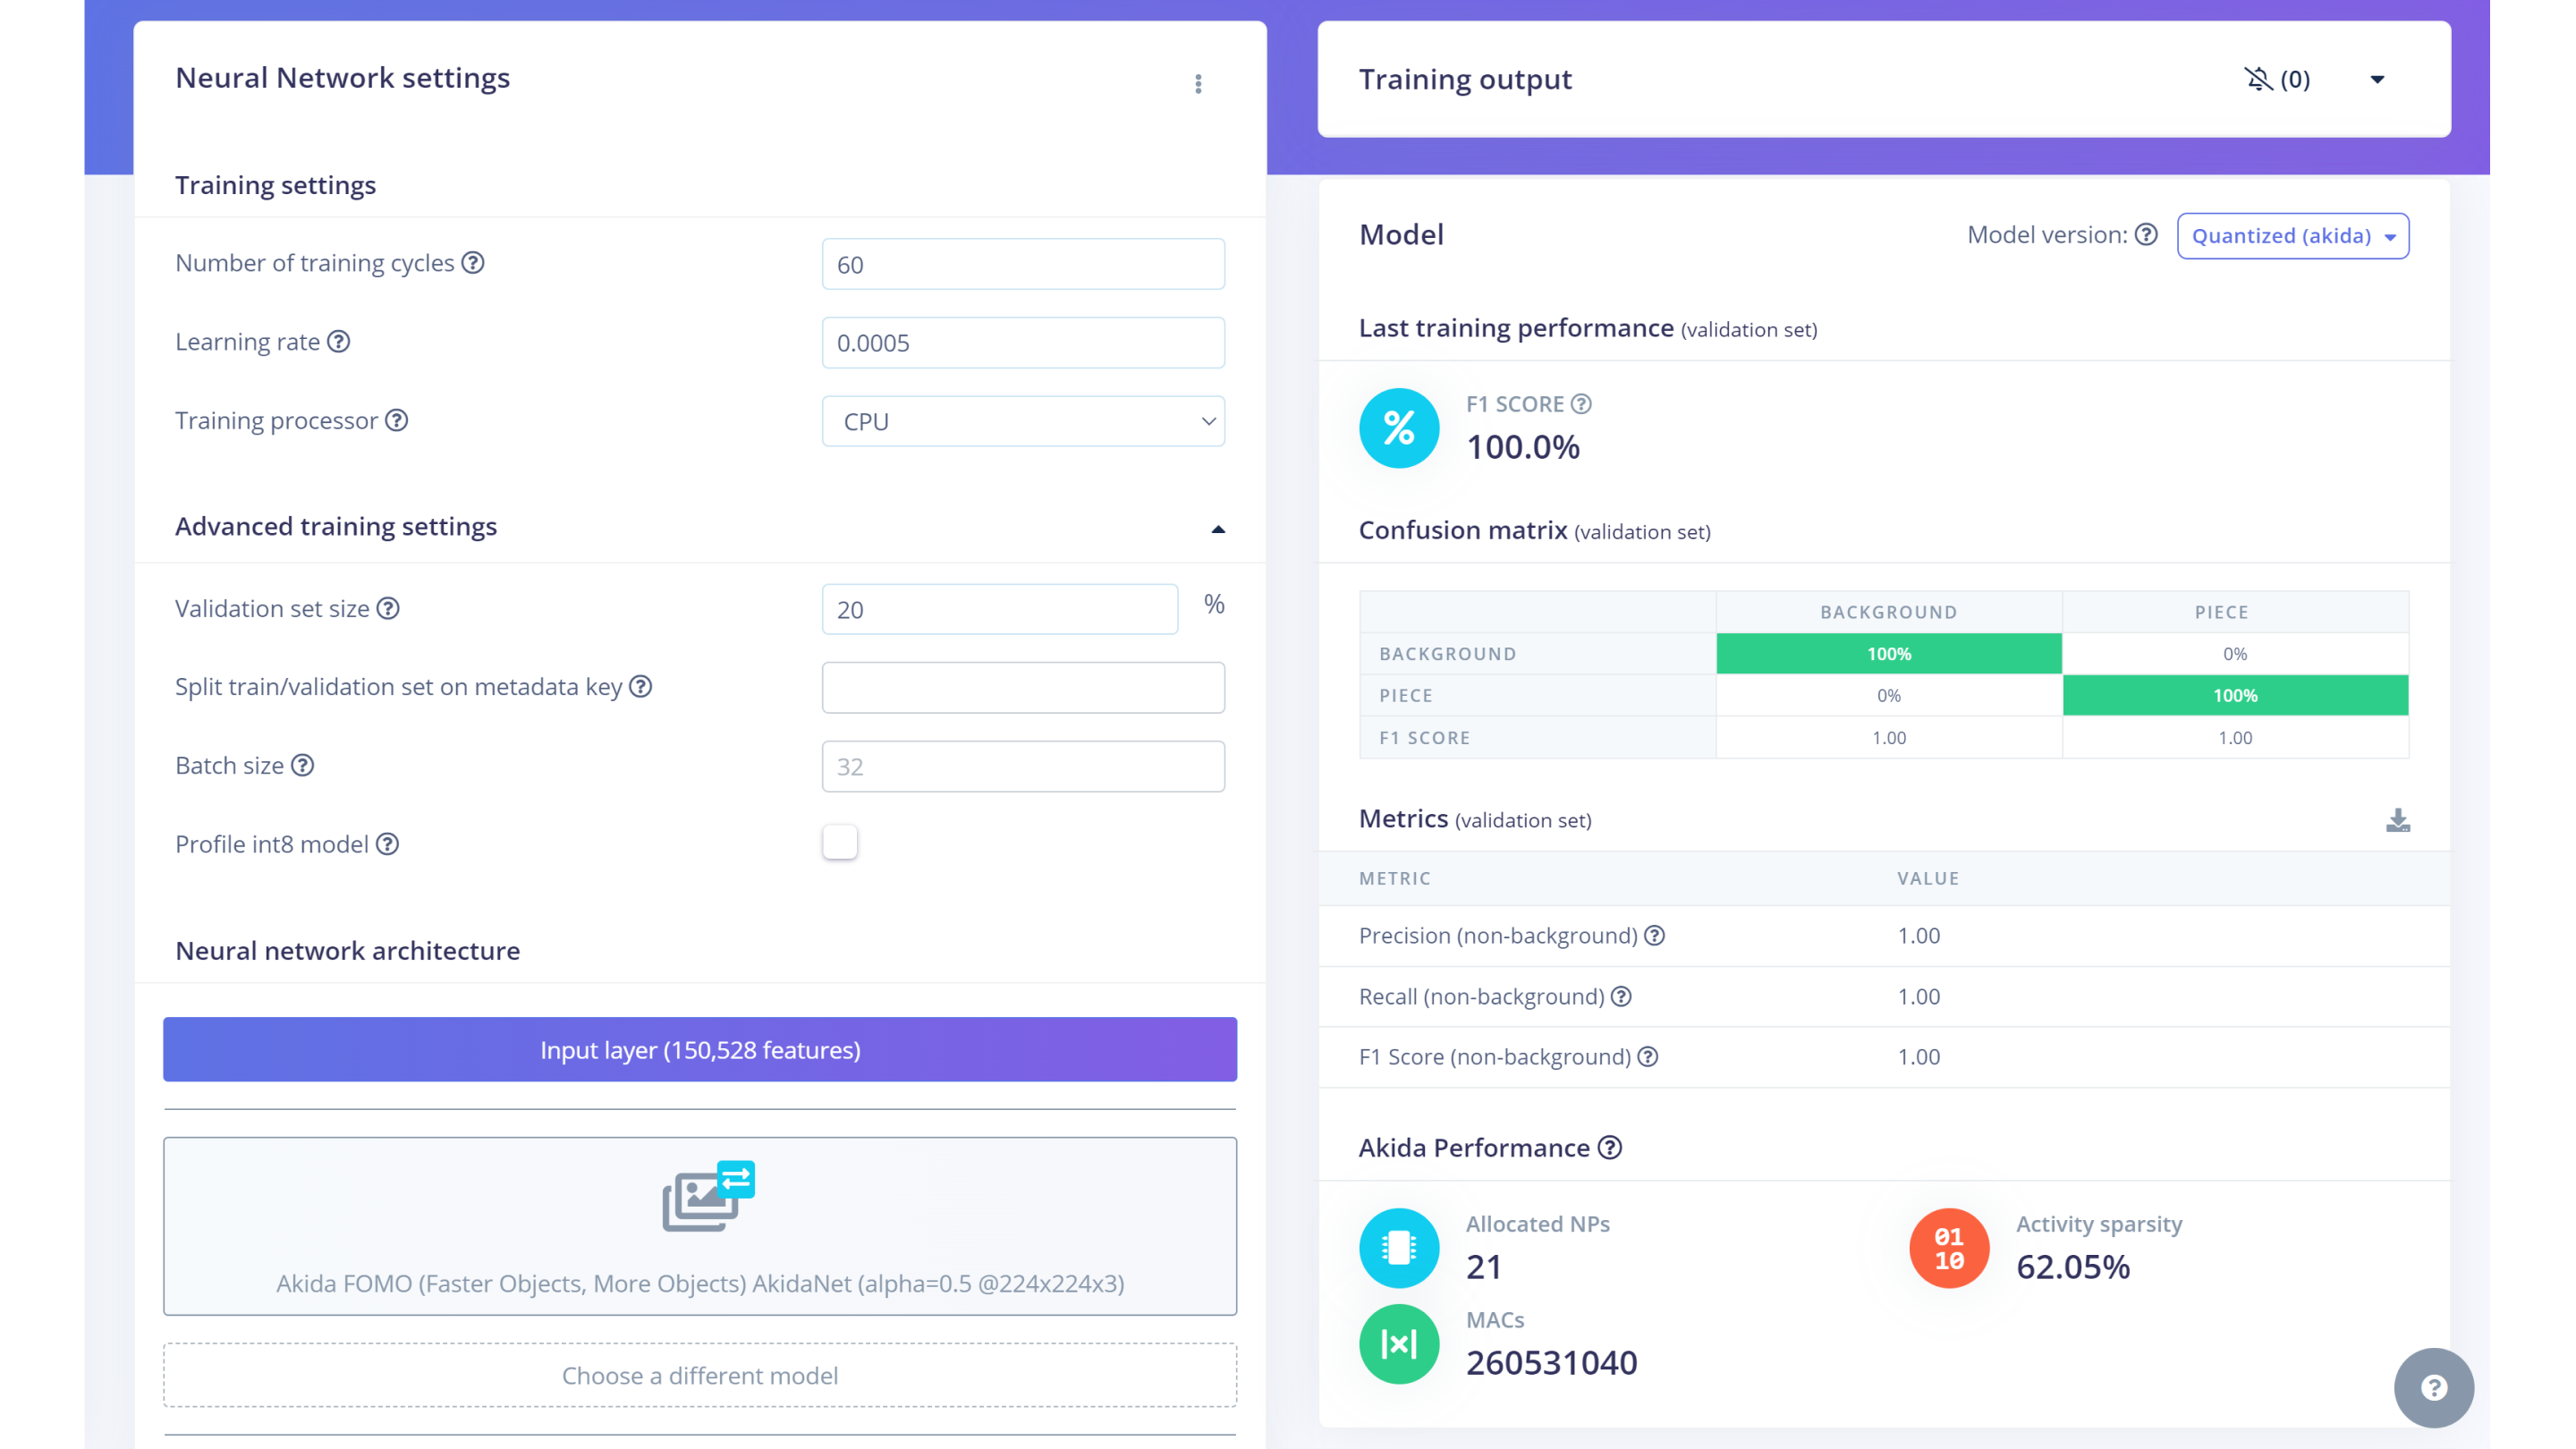 Neural Network settings
Training settings
Number of training cycles ?
60
Learning rate ?
0.0005
Training processor ?
CPU
Advanced training settings
Validation set size ?
20
%
Split train/validation set on metadata key ?
Batch size ?
32
Profile int8 model ?
Neural network architecture
Input layer (150,528 features)
Akida FOMO (Faster Objects, More Objects) AkidaNet (alpha=0.5 @224x224x3)
Choose a different model
Training output
(0)
Model
Model version: ?
Quantized (akida)
Last training performance (validation set)
%
F1 SCORE ?
100.0%
Confusion matrix (validation set)
BACKGROUND PIECE
BACKGROUND 100% 0%
PIECE 0% 100%
F1 SCORE 1.00 1.00
Metrics (validation set)
METRIC VALUE
Precision (non-background) ? 1.00
Recall (non-background) ? 1.00
F1 Score (non-background) ? 1.00
Akida Performance ?
Allocated NPs
21
01
10
Activity sparsity
62.05%
|x|
MACs
260531040
?